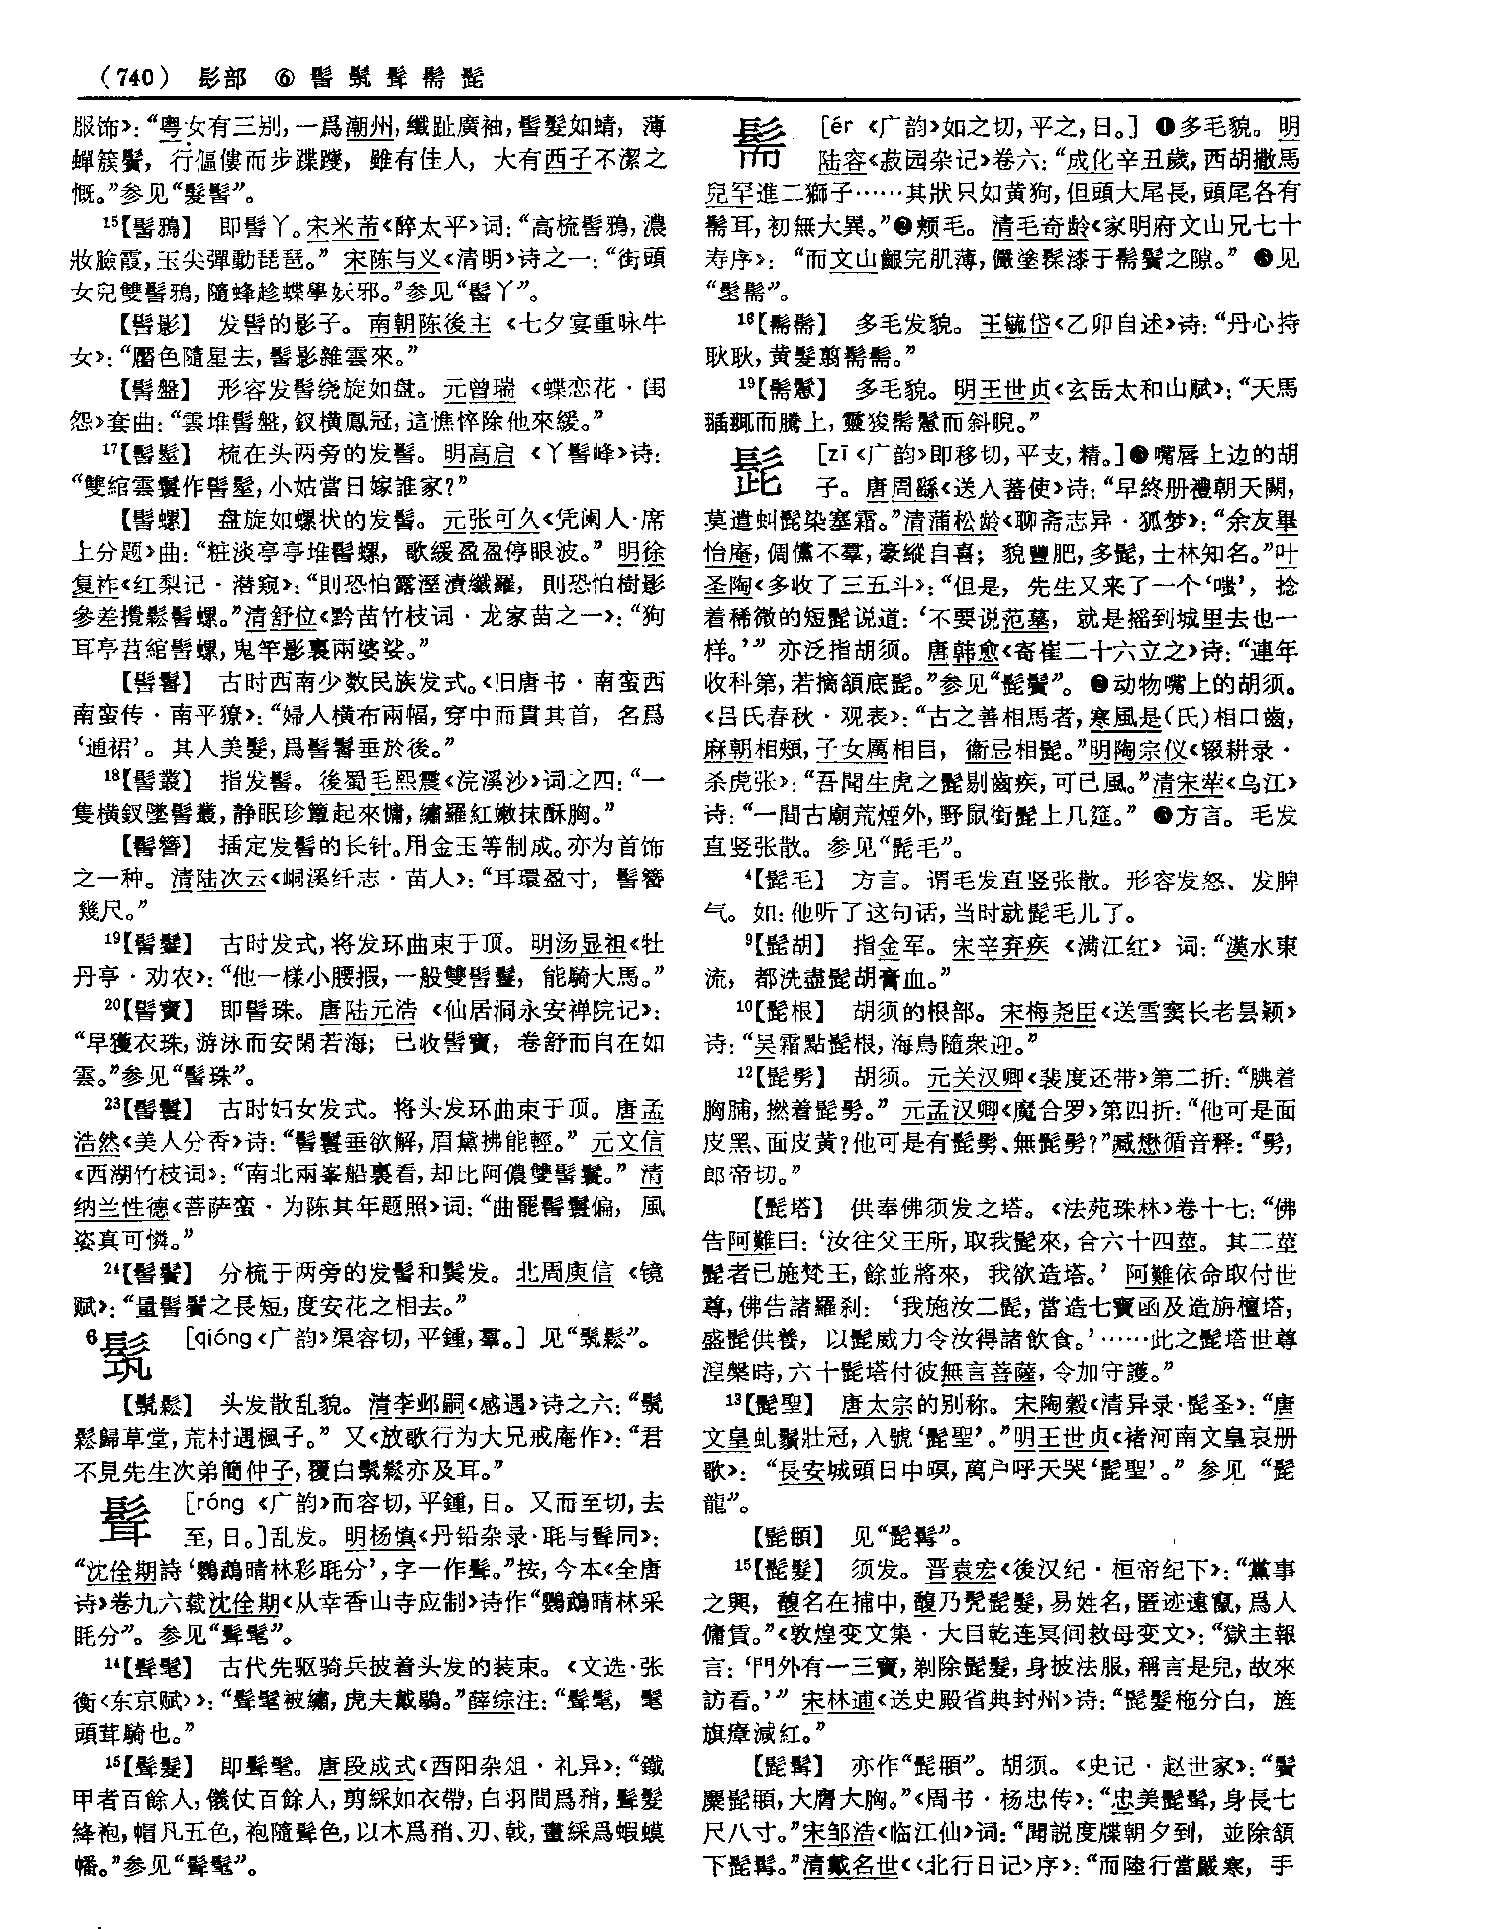 （740） 髟部 ⑥ 髻 髸 髶 髵 髭
服饰》：“粤女有三别，一爲潮州，纖趾廣袖，髻髮如蜻，薄
蟬簇鬢，行傴僂而步蹀躞，雖有佳人，大有西子不潔之
慨。”参见“髮髻”。
15【髻鴉】 即髻丫。宋米芾《醉太平》词：“高梳髻鴉，濃
妝臉霞，玉尖彈動琵琶。” 宋陈与义《清明》诗之一：“街頭
女兒雙髻鴉，隨蜂趁蝶學妖邪。”参见“髻丫”。
【髻影】 发髻的影子。南朝陈後主《七夕宴重咏牛
女》：“靨色隨星去，髻影雜雲來。”
【髻盤】 形容发髻绕旋如盘。元曾瑞《蝶恋花·闺
怨》套曲：“雲堆髻盤，釵橫鳳冠，這憔悴除他來緩。”
17【髻髽】 梳在头两旁的发髻。明高启《丫髻峰》诗：
“雙綰雲鬟作髻髽，小姑當日嫁誰家？”
【髻螺】 盘旋如螺状的发髻。元张可久《凭阑人·席
上分题》曲：“粧淡亭亭堆髻螺，歌緩盈盈停眼波。” 明徐
复祚《红梨记·潜窥》：“則恐怕露溼漬纖羅，則恐怕樹影
參差攪鬆髻螺。”清舒位《黔苗竹枝词·龙家苗之一》：“狗
耳亭苕綰髻螺，鬼竿影裏兩婆娑。”
【髻鬌】 古时西南少数民族发式。《旧唐书·南蛮西
南蛮传·南平獠》：“婦人橫布兩幅，穿中而貫其首，名爲
‘通裙’。其人美髮，爲髻鬌垂於後。”
18【髻叢】 指发髻。後蜀毛熙震《浣溪沙》词之四：“一
隻橫釵墜髻叢，静眠珍簟起來慵，繡羅紅嫩抹酥胸。”
【髻簪】 插定发髻的长针。用金玉等制成。亦为首饰
之一种。清陆次云《峒溪纤志·苗人》：“耳環盈寸，髻簪
幾尺。”
19【髻鬉】 古时发式，将发环曲束于顶。明汤显祖《牡
丹亭·劝农》：“他一樣小腰報，一般雙髻鬉，能騎大馬。”
20【髻寶】 即髻珠。唐陆元浩《仙居洞永安禅院记》：
“早獲衣珠，游泳而安閑若海；已收髻寶，卷舒而自在如
雲。”参见“髻珠”。
23【髻鬟】 古时妇女发式。将头发环曲束于顶。唐孟
浩然《美人分香》诗：“髻鬟垂欲解，眉黛拂能輕。” 元文信
《西湖竹枝词》：“南北兩峯船裏看，却比阿儂雙髻鬟。” 清
纳兰性德《菩萨蛮·为陈其年题照》词：“曲罷髻鬟偏，風
姿真可憐。”
24【髻鬢】 分梳于两旁的发髻和鬓发。北周庾信《镜
赋》：“量髻鬢之長短，度安花之相去。”
6 髸 [qióng《广韵》渠容切，平鍾，羣。] 见“髸鬆”。
【髸鬆】 头发散乱貌。清李邺嗣《感遇》诗之六：“髸
鬆歸草堂，荒村遇楓子。” 又《放歌行为大兄戒庵作》：“君
不見先生次弟簡仲子，覆白髸鬆亦及耳。”
髶 [róng《广韵》而容切，平鍾，日。又而至切，去
至，日。]乱发。明杨慎《丹铅杂录·毦与髶同》：
“沈佺期詩‘鸚鵡晴林彩毦分’，字一作髶。”按，今本《全唐
诗》卷九六载沈佺期《从幸香山寺应制》诗作“鸚鵡晴林采
眊分”。参见“髶髦”。
14【髶髦】 古代先驱骑兵披着头发的装束。《文选·张
衡〈东京赋〉》：“髶髦被繡，虎夫戴鶡。”薛综注：“髶髦，髦
頭茸騎也。”
15【髶髮】 即髶髦。唐段成式《酉阳杂俎·礼异》：“鐵
甲者百餘人，儀仗百餘人，剪綵如衣帶，白羽間爲矟，髶髮
絳袍，帽凡五色，袍隨髶色，以木爲矟、刃、戟，畫綵爲蝦蟆
幡。”参见“髶髦”。
髵 [ér《广韵》如之切，平之，日。] ❶多毛貌。明
陆容《菽园杂记》卷六：“成化辛丑歲，西胡撒馬
兒罕進二獅子……其狀只如黄狗，但頭大尾長，頭尾各有
髵耳，初無大異。”❷颊毛。清毛奇龄《家明府文山兄七十
寿序》：“而文山齯完肌薄，儼塗髹漆于髵鬢之隙。” ❸见
“髬髵”。
18【髵髵】 多毛发貌。王毓岱《乙卯自述》诗：“丹心持
耿耿，黄髮翦髵髵。”
19【髵鬛】 多毛貌。明王世贞《玄岳太和山赋》：“天馬
而騰上，靈狻髵鬛而斜睨。”
髭 [zī《广韵》即移切，平支，精。]❶嘴唇上边的胡
子。唐周繇《送入蕃使》诗：“早終册禮朝天闕，
莫遣虯髭染塞霜。”清蒲松龄《聊斋志异·狐梦》：“余友畢
怡庵，倜儻不羣，豪縱自喜；貌豐肥，多髭，士林知名。”叶
圣陶《多收了三五斗》：“但是，先生又来了一个‘嗤’，捻
着稀微的短髭说道：‘不要说范墓，就是摇到城里去也一
样。’” 亦泛指胡须。唐韩愈《寄崔二十六立之》诗：“連年
收科第，若摘頷底髭。”参见“髭鬢”。❷动物嘴上的胡须。
《吕氏春秋·观表》：“古之善相馬者，寒風是（氏）相口齒，
麻朝相頰，子女厲相目，衞忌相髭。”明陶宗仪《辍耕录·
杀虎张》：“吾聞生虎之髭剔齒疾，可已風。”清宋荦《乌江》
诗：“一間古廟荒煙外，野鼠銜髭上几筵。” ❸方言。毛发
直竖张散。参见“髭毛”。
4【髭毛】 方言。谓毛发直竖张散。形容发怒、发脾
气。如：他听了这句话，当时就髭毛儿了。
9【髭胡】 指金军。宋辛弃疾《满江红》词：“漢水東
流，都洗盡髭胡膏血。”
10【髭根】 胡须的根部。宋梅尧臣《送雪窦长老昙颖》
诗：“吴霜點髭根，海鳥隨衆迎。”
12【髭髣】 胡须。元关汉卿《裴度还带》第二折：“腆着
胸脯，撚着髭髣。” 元孟汉卿《魔合罗》第四折：“他可是面
皮黑、面皮黄？他可是有髭髣、無髭髣？”臧懋循音释：“髣，
郎帝切。”
【髭塔】 供奉佛须发之塔。《法苑珠林》卷十七：“佛
告阿難曰：‘汝往父王所，取我髭來，合六十四莖。其二莖
髭者已施梵王，餘並將來，我欲造塔。’ 阿難依命取付世
尊，佛告諸羅刹：‘我施汝二髭，當造七寶函及造旃檀塔，
盛髭供養，以髭威力令汝得諸飲食。’……此之髭塔世尊
湼槃時，六十髭塔付彼無言菩薩，令加守護。”
13【髭聖】 唐太宗的别称。宋陶穀《清异录·髭圣》：“唐
文皇虬鬚壯冠，入號‘髭聖’。”明王世贞《褚河南文皇哀册
歌》：“長安城頭日中暝，萬户呼天哭‘髭聖’。” 参见“髭
龍”。
【髭䫇】 见“髭髯”。
15【髭髮】 须发。晋袁宏《後汉纪·桓帝纪下》：“黨事
之興，馥名在捕中，馥乃髡髭髮，易姓名，匿迹遠竄，爲人
傭賃。”《敦煌变文集·大目乾连冥间救母变文》：“獄主報
言：‘門外有一三寶，剃除髭髮，身披法服，稱言是兒，故來
訪看。’” 宋林逋《送史殿省典封州》诗：“髭髮柂分白，旌
旗瘴減紅。”
【髭髯】 亦作“髭䫇”。胡须。《史记·赵世家》：“鬢
麋髭䫇，大膺大胸。”《周书·杨忠传》：“忠美髭髯，身長七
尺八寸。”宋邹浩《临江仙》词：“聞説度牒朝夕到，並除頷
下髭髯。”清戴名世《〈北行日记〉序》：“而陸行當嚴寒，手